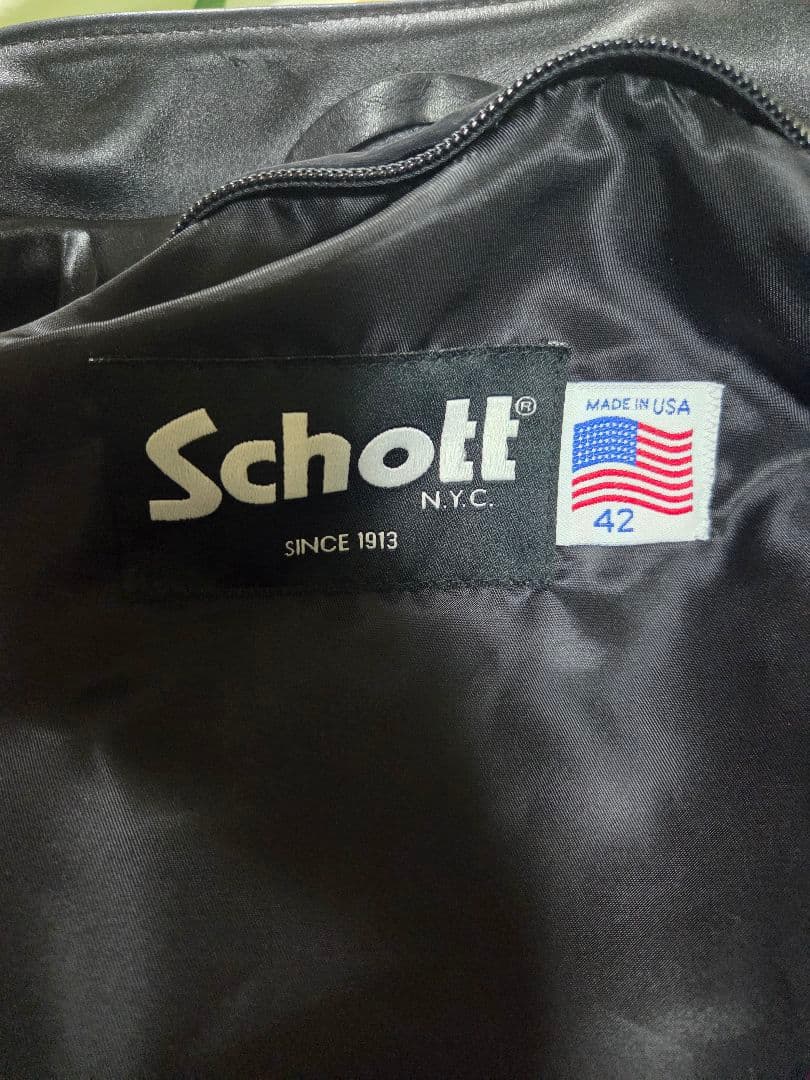 Schott®
N.Y.C.
SINCE 1913
MADE IN USA
42